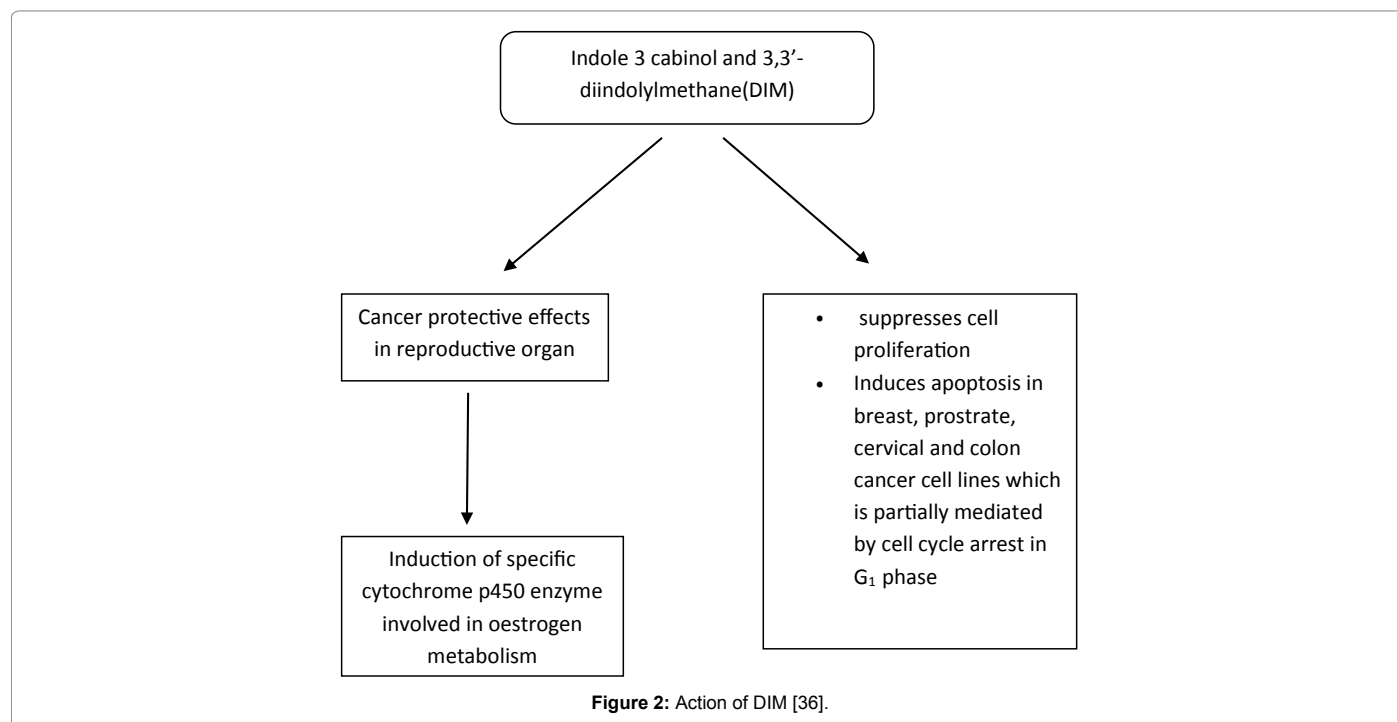 Indole 3 cabinol and 3,3’-
diindolylmethane(DIM)
Cancer protective effects
in reproductive organ
Induction of specific
cytochrome p450 enzyme
involved in oestrogen
metabolism
• suppresses cell
proliferation
• Induces apoptosis in
breast, prostrate,
cervical and colon
cancer cell lines which
is partially mediated
by cell cycle arrest in
G₁ phase
Figure 2: Action of DIM [36].